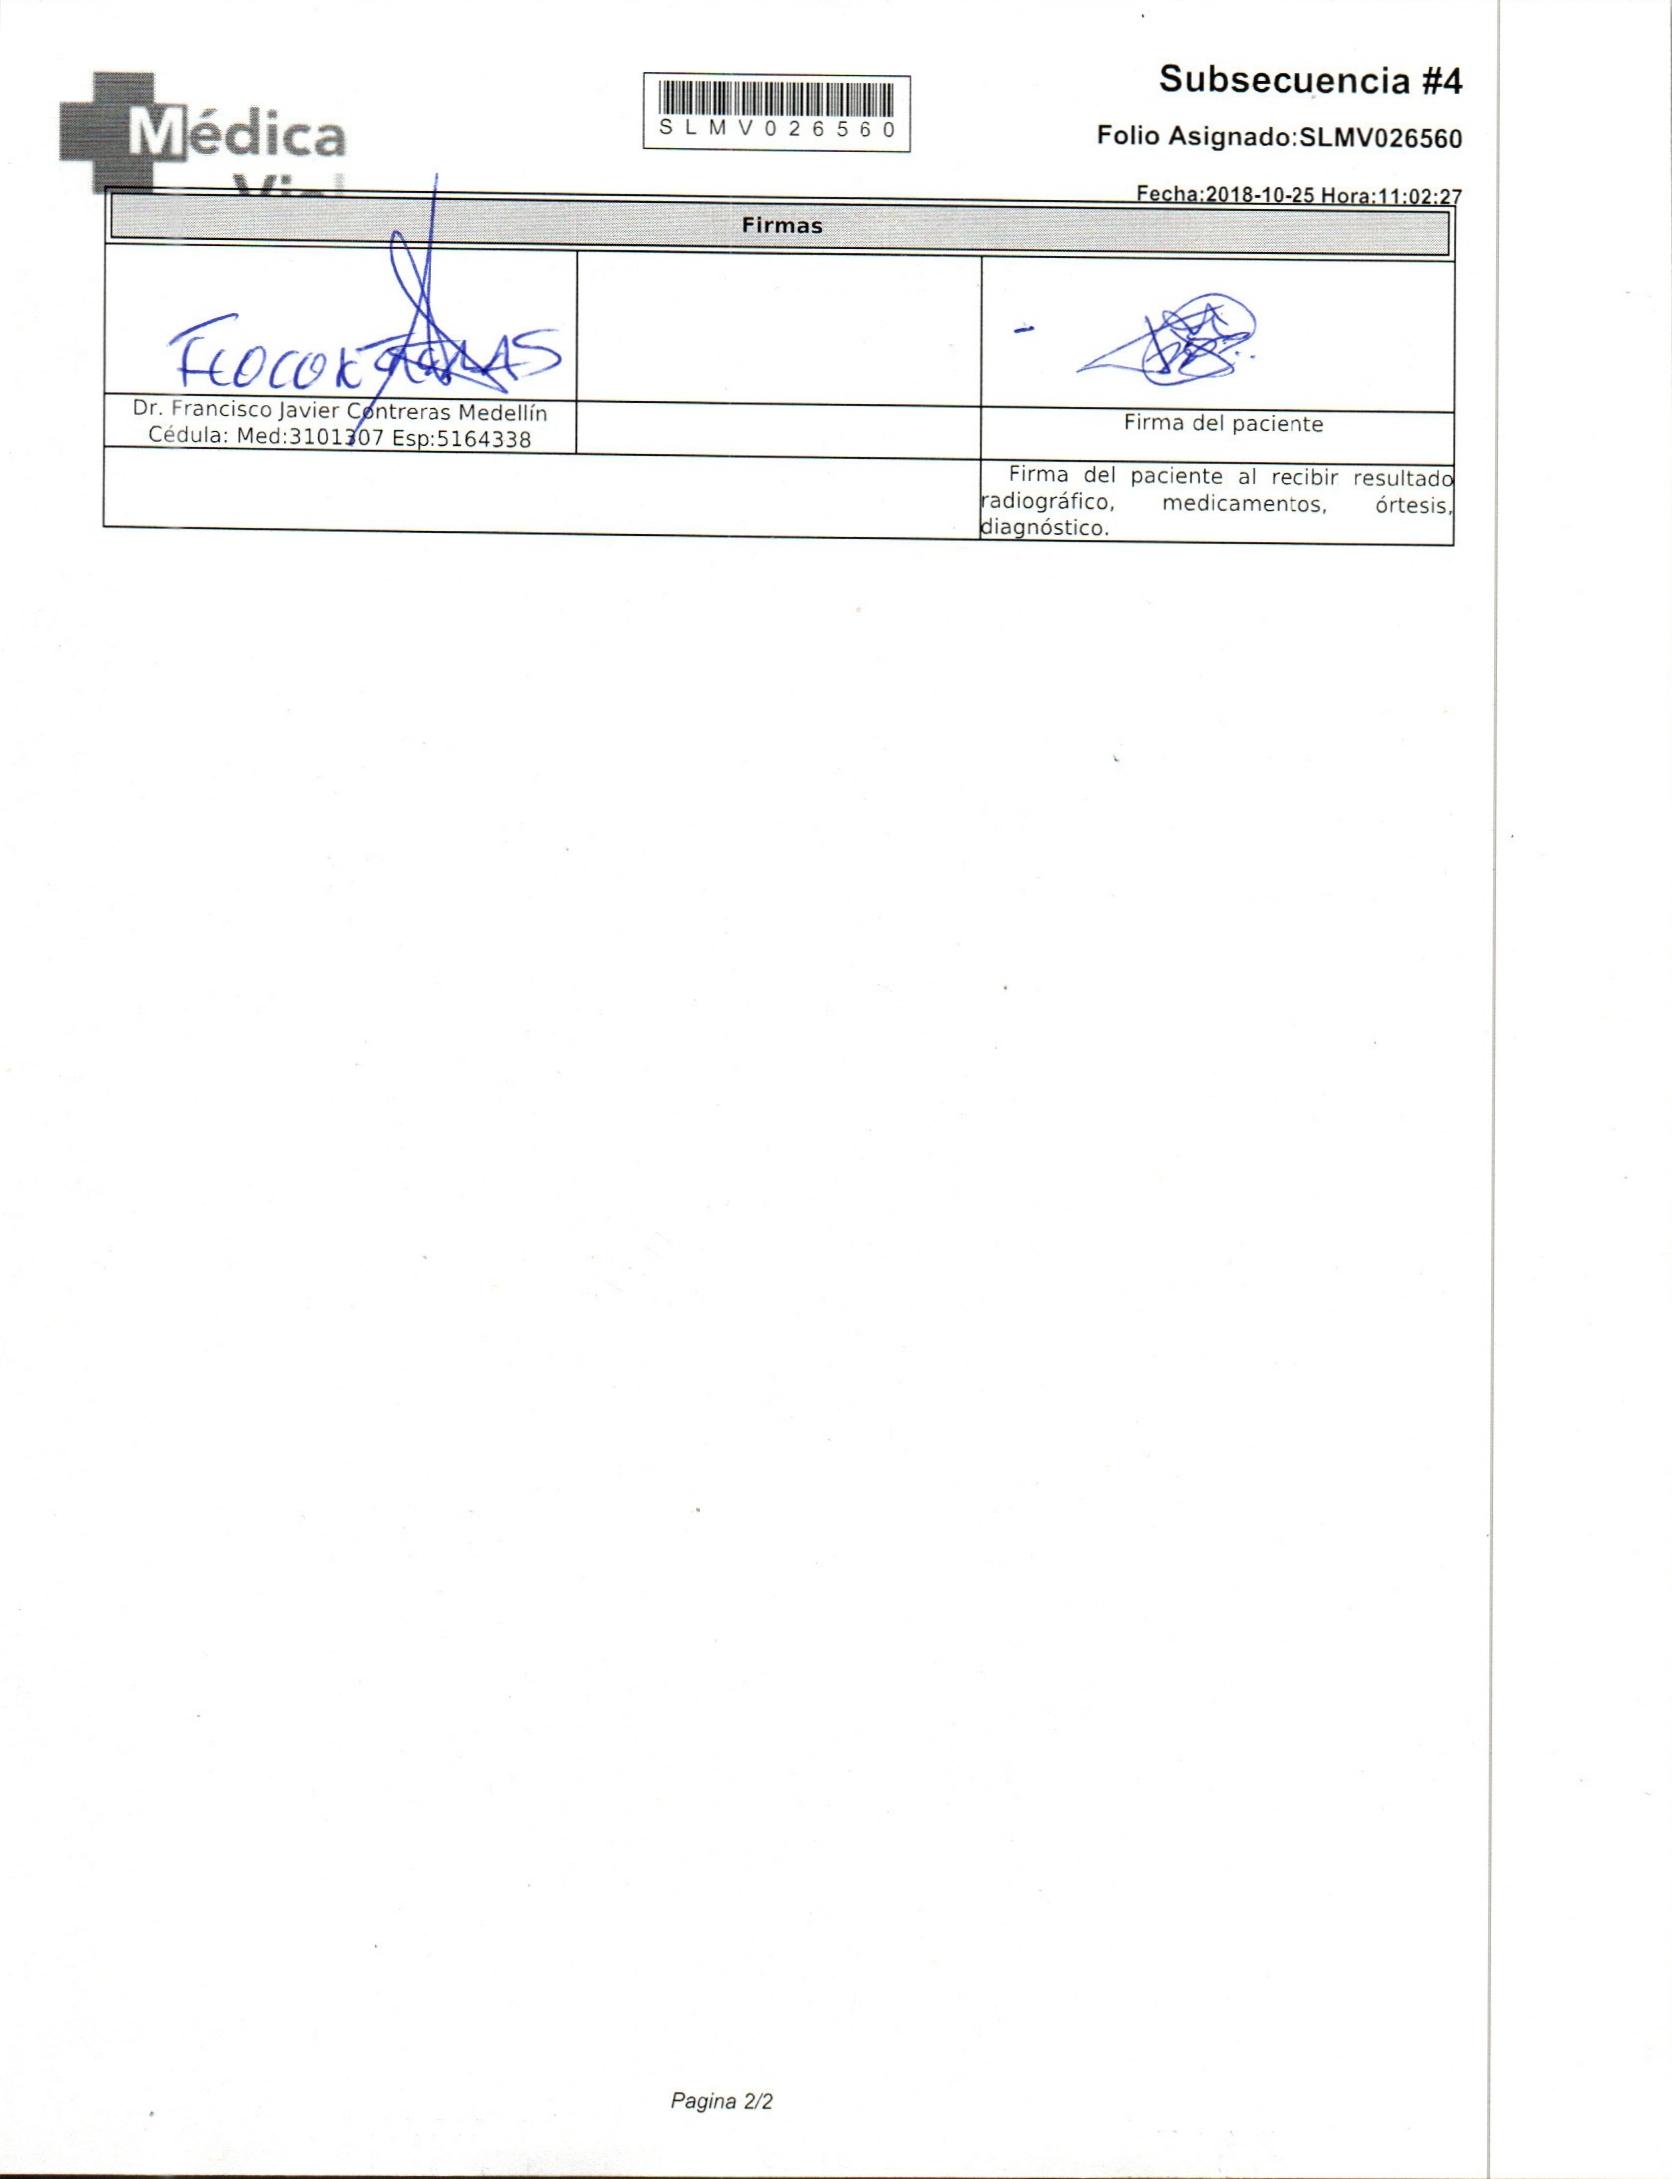 Subsecuencia #4
Médica
SLMV026560
Folio Asignado:SLMV026560
Fecha:2018-10-25 Hora:11:02:27
Firmas
Dr. Francisco Javier Contreras Medellín
Cédula: Med:3101307 Esp:5164338
Firma del paciente
Firma del paciente al recibir resultado
radiográfico, medicamentos, órtesis,
diagnóstico.
Pagina 2/2